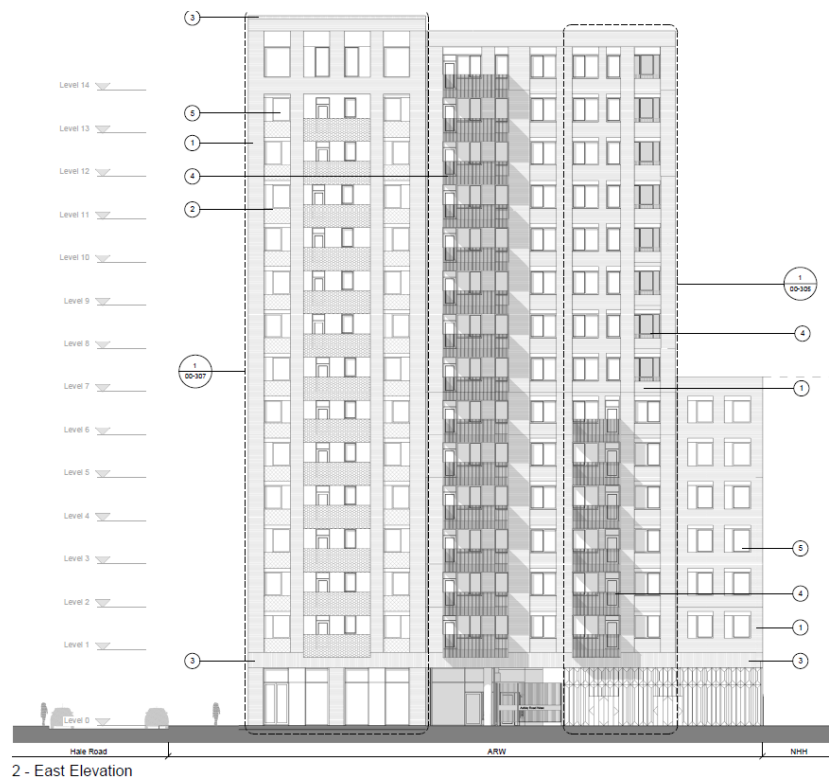 3
Level 14
5
Level 13
1
Level 12
4
2
Level 11
Level 10
1
00-306
Level 9
4
Level 8
1
00-307
Level 7
1
Level 6
Level 5
Level 4
5
Level 3
4
Level 2
1
Level 1
3
3
Level 0
Hale Road
ARW
NHH
2 - East Elevation